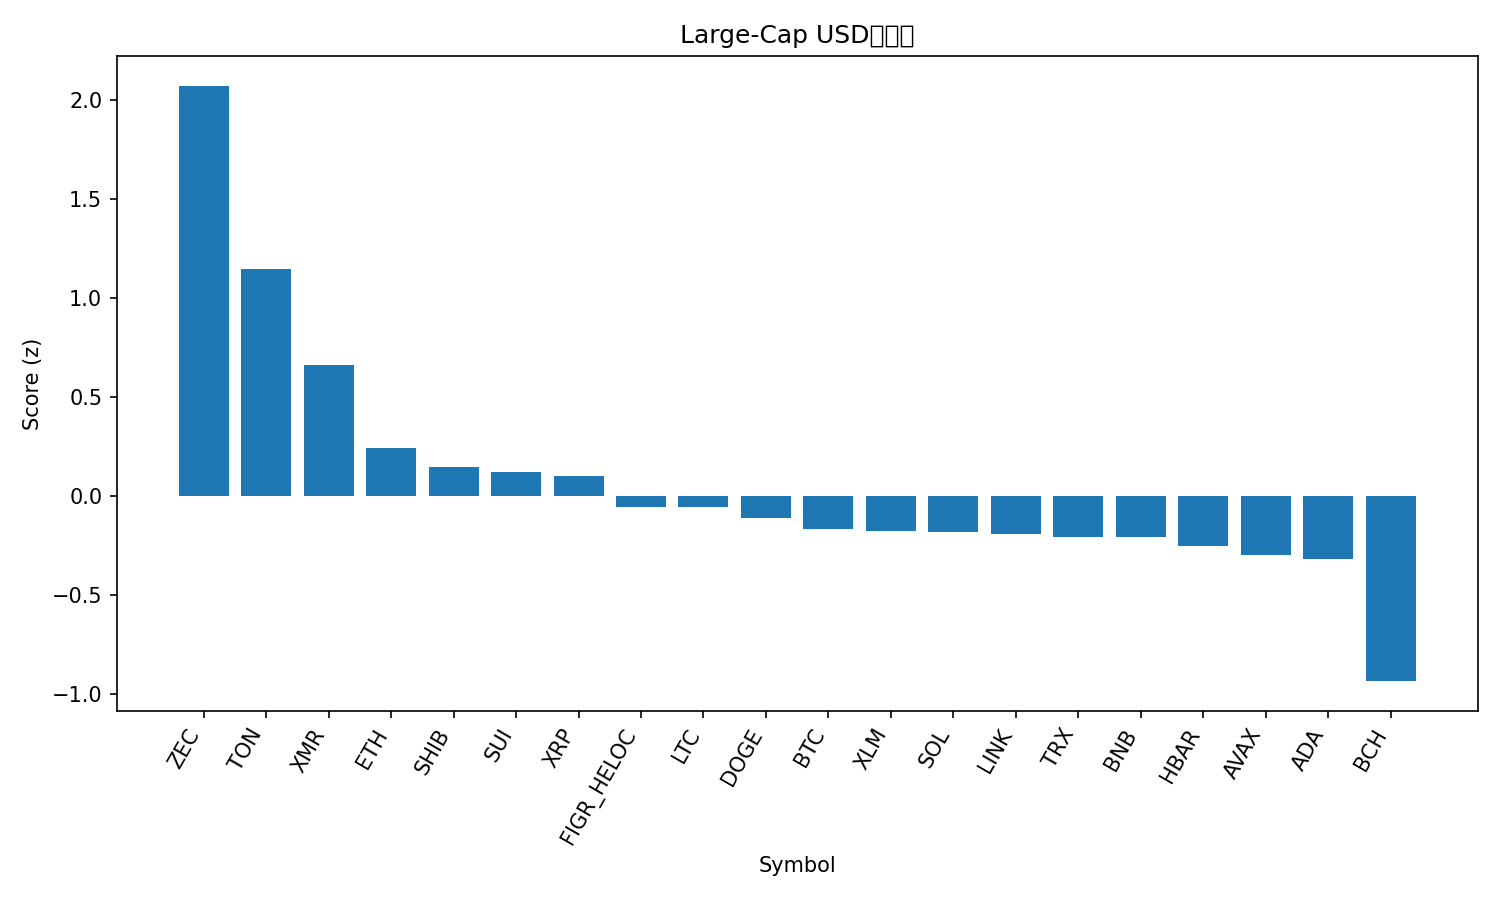 Large-Cap USD
Score (z)
2.0
1.5
1.0
0.5
0.0
−0.5
−1.0
ZEC
TON
XMR
ETH
SHIB
SUI
XRP
FIGR_HELOC
LTC
DOGE
BTC
XLM
SOL
LINK
TRX
BNB
HBAR
AVAX
ADA
BCH
Symbol